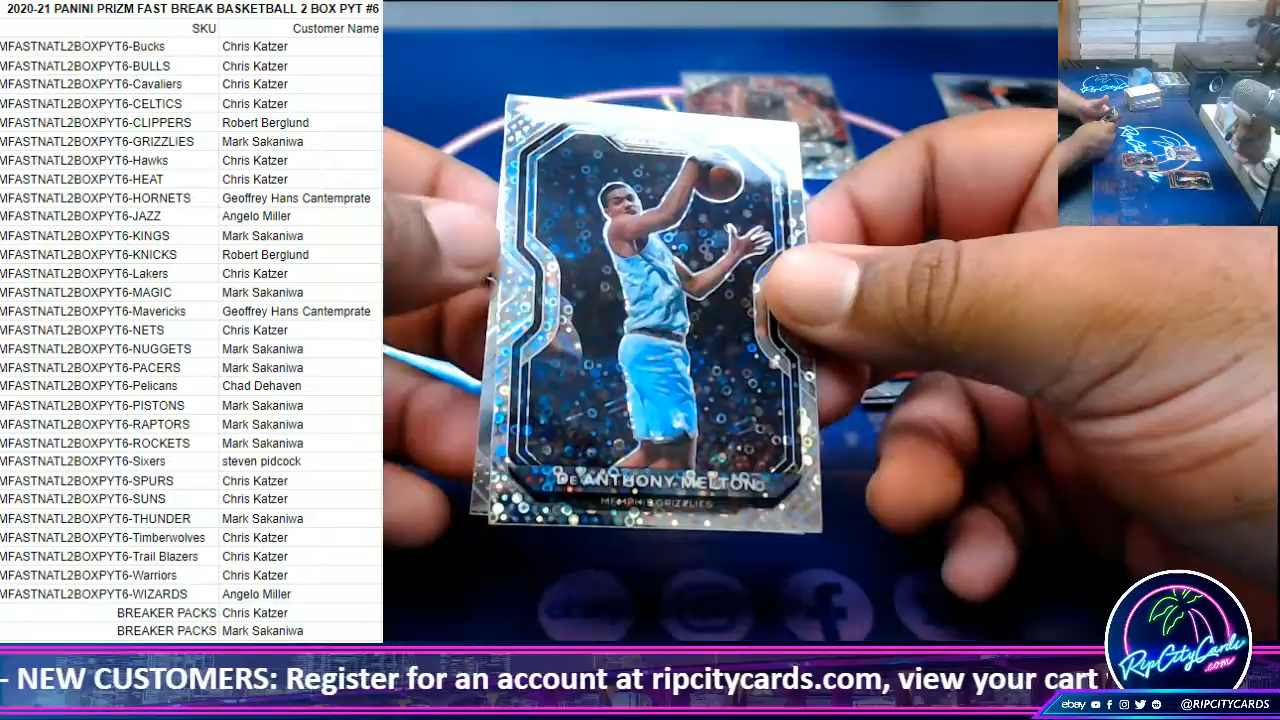 2020-21 PANINI PRIZM FAST BREAK BASKETBALL 2 BOX PYT #6
SKU Customer Name
MFASTNATL2BOXPYT6-Bucks Chris Katzer
MFASTNATL2BOXPYT6-BULLS Chris Katzer
MFASTNATL2BOXPYT6-Cavaliers Chris Katzer
MFASTNATL2BOXPYT6-CELTICS Chris Katzer
MFASTNATL2BOXPYT6-CLIPPERS Robert Berglund
MFASTNATL2BOXPYT6-GRIZZLIES Mark Sakaniwa
MFASTNATL2BOXPYT6-Hawks Chris Katzer
MFASTNATL2BOXPYT6-HEAT Chris Katzer
MFASTNATL2BOXPYT6-HORNETS Geoffrey Hans Cantemprate
MFASTNATL2BOXPYT6-JAZZ Angelo Miller
MFASTNATL2BOXPYT6-KINGS Mark Sakaniwa
MFASTNATL2BOXPYT6-KNICKS Robert Berglund
MFASTNATL2BOXPYT6-Lakers Chris Katzer
MFASTNATL2BOXPYT6-MAGIC Mark Sakaniwa
MFASTNATL2BOXPYT6-Mavericks Geoffrey Hans Cantemprate
MFASTNATL2BOXPYT6-NETS Chris Katzer
MFASTNATL2BOXPYT6-NUGGETS Mark Sakaniwa
MFASTNATL2BOXPYT6-PACERS Mark Sakaniwa
MFASTNATL2BOXPYT6-Pelicans Chad Dehaven
MFASTNATL2BOXPYT6-PISTONS Mark Sakaniwa
MFASTNATL2BOXPYT6-RAPTORS Mark Sakaniwa
MFASTNATL2BOXPYT6-ROCKETS Mark Sakaniwa
MFASTNATL2BOXPYT6-Sixers steven pidcock
MFASTNATL2BOXPYT6-SPURS Chris Katzer
MFASTNATL2BOXPYT6-SUNS Chris Katzer
MFASTNATL2BOXPYT6-THUNDER Mark Sakaniwa
MFASTNATL2BOXPYT6-Timberwolves Chris Katzer
MFASTNATL2BOXPYT6-Trail Blazers Chris Katzer
MFASTNATL2BOXPYT6-Warriors Chris Katzer
MFASTNATL2BOXPYT6-WIZARDS Angelo Miller
BREAKER PACKS Chris Katzer
BREAKER PACKS Mark Sakaniwa
De ANTHONY MELTON
MEMPHIS GRIZZLIES
- NEW CUSTOMERS: Register for an account at ripcitycards.com, view your cart
RipCityCards
.com
ebay @RIPCITYCARDS